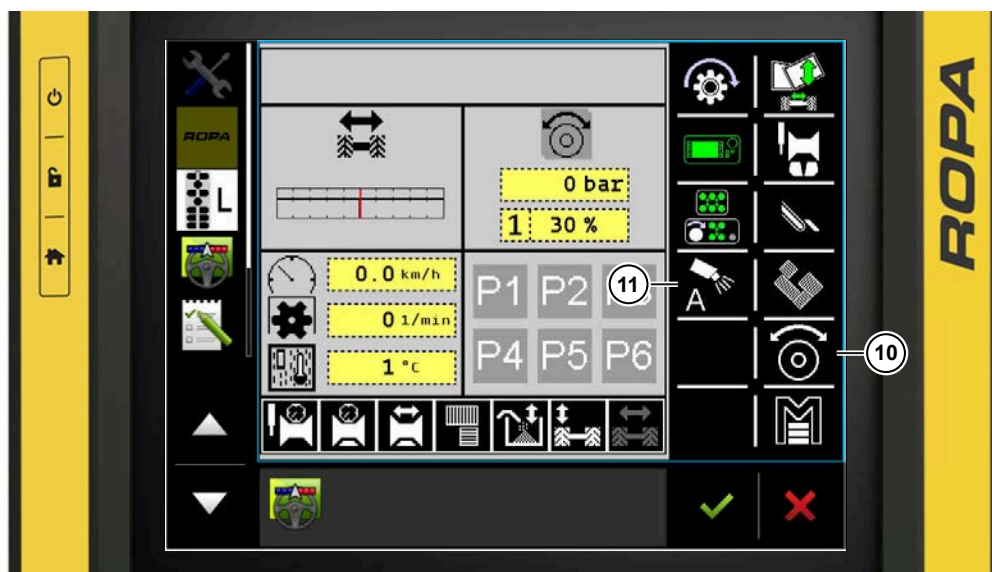 ROPA
L
0 bar
1 30 %
0.0 km/h
0 1/min
1 °C
P1 P2
P4 P5 P6
11
A
10
ROPA